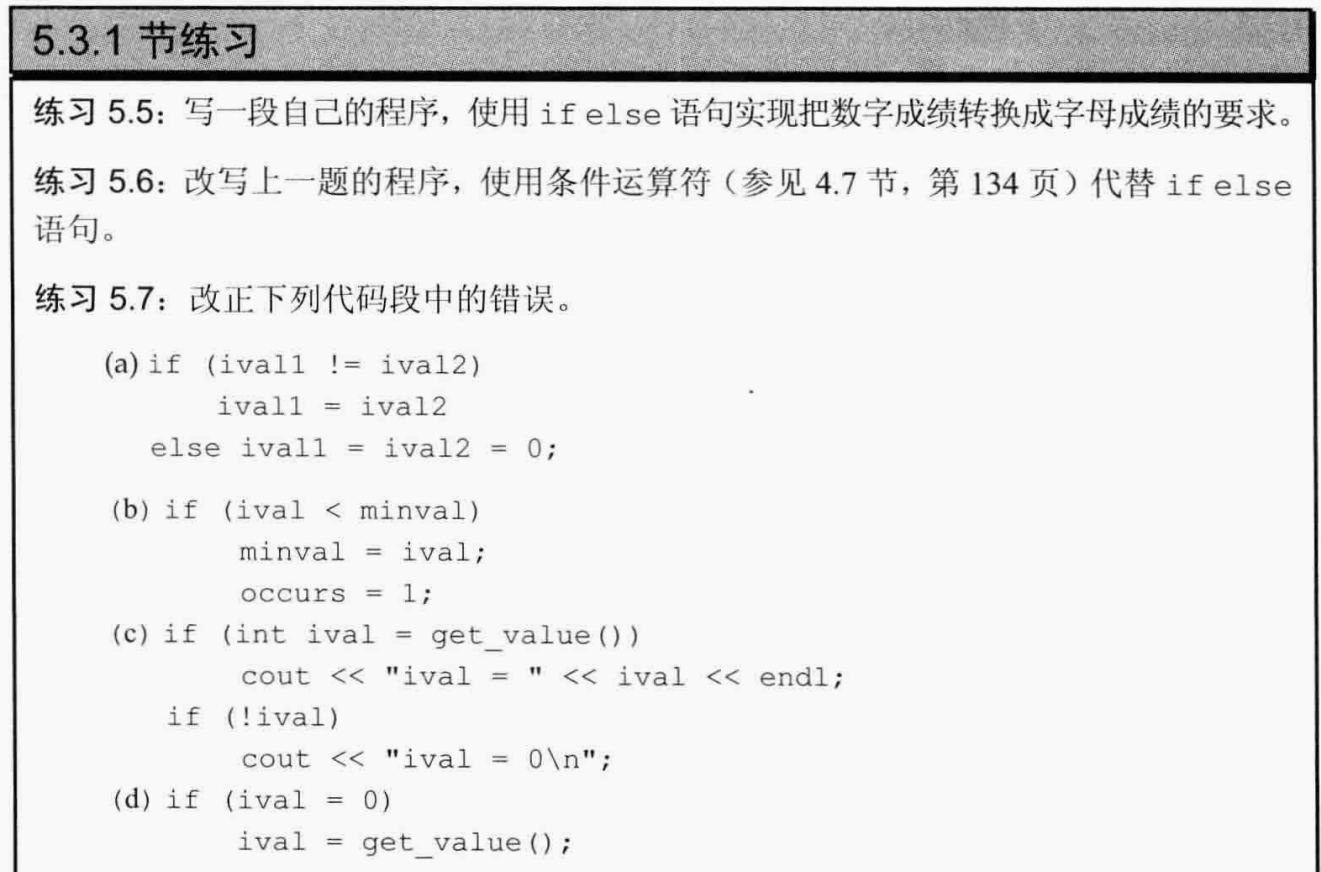 5.3.1 节练习
练习 5.5：写一段自己的程序，使用 if else 语句实现把数字成绩转换成字母成绩的要求。
练习 5.6：改写上一题的程序，使用条件运算符（参见 4.7 节，第 134 页）代替 if else
语句。
练习 5.7：改正下列代码段中的错误。
(a) if (ival1 != ival2)
ival1 = ival2
else ival1 = ival2 = 0;
(b) if (ival < minval)
minval = ival;
occurs = 1;
(c) if (int ival = get_value())
cout << "ival = " << ival << endl;
if (!ival)
cout << "ival = 0\n";
(d) if (ival = 0)
ival = get_value();